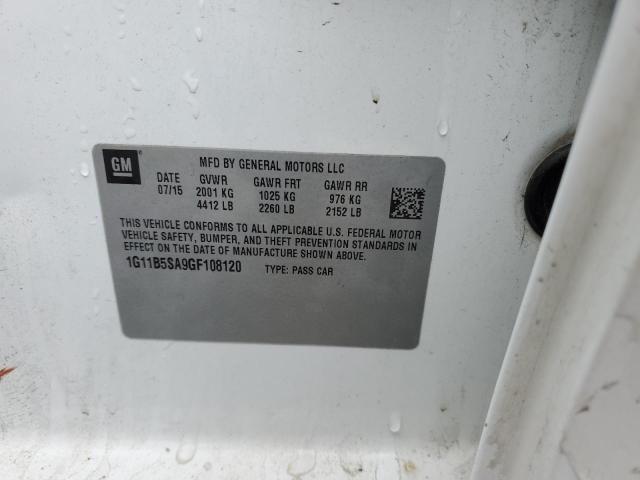 GM
MFD BY GENERAL MOTORS LLC
DATE GVWR GAWR FRT GAWR RR
07/15 2001 KG 1025 KG 976 KG
4412 LB 2260 LB 2152 LB
THIS VEHICLE CONFORMS TO ALL APPLICABLE U.S. FEDERAL MOTOR
VEHICLE SAFETY, BUMPER, AND THEFT PREVENTION STANDARDS IN
EFFECT ON THE DATE OF MANUFACTURE SHOWN ABOVE.
1G11B5SA9GF108120 TYPE: PASS CAR